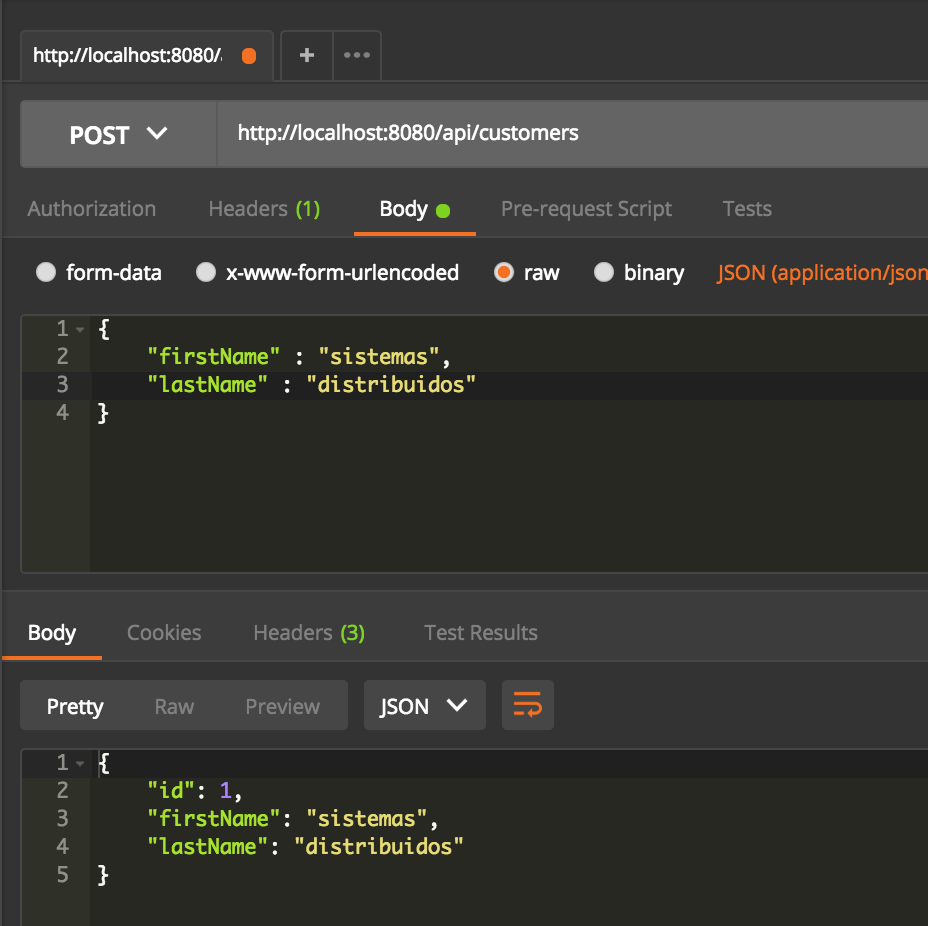 http://localhost:8080/
+ •••
POST http://localhost:8080/api/customers
Authorization Headers (1) Body Pre-request Script Tests
form-data x-www-form-urlencoded raw binary JSON (application/json
1 {
2 "firstName" : "sistemas",
3 "lastName" : "distribuidos"
4 }
Body Cookies Headers (3) Test Results
Pretty Raw Preview JSON
1 {
2 "id": 1,
3 "firstName": "sistemas",
4 "lastName": "distribuidos"
5 }